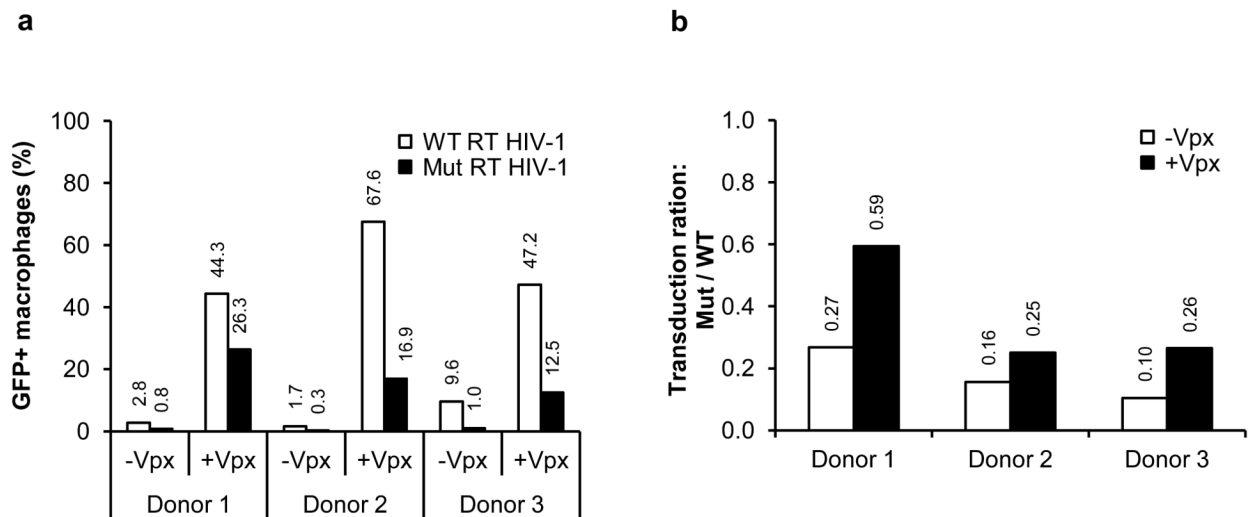 a
GFP+ macrophages (%)
100
80
60
40
20
0
WT RT HIV-1
Mut RT HIV-1
2.8
0.8
44.3
26.3
1.7
0.3
67.6
16.9
9.6
1.0
47.2
12.5
-Vpx +Vpx -Vpx +Vpx -Vpx +Vpx
Donor 1 Donor 2 Donor 3
b
Transduction ration:
Mut / WT
1.0
0.8
0.6
0.4
0.2
0.0
-Vpx
+Vpx
0.27
0.59
0.16
0.25
0.10
0.26
Donor 1 Donor 2 Donor 3